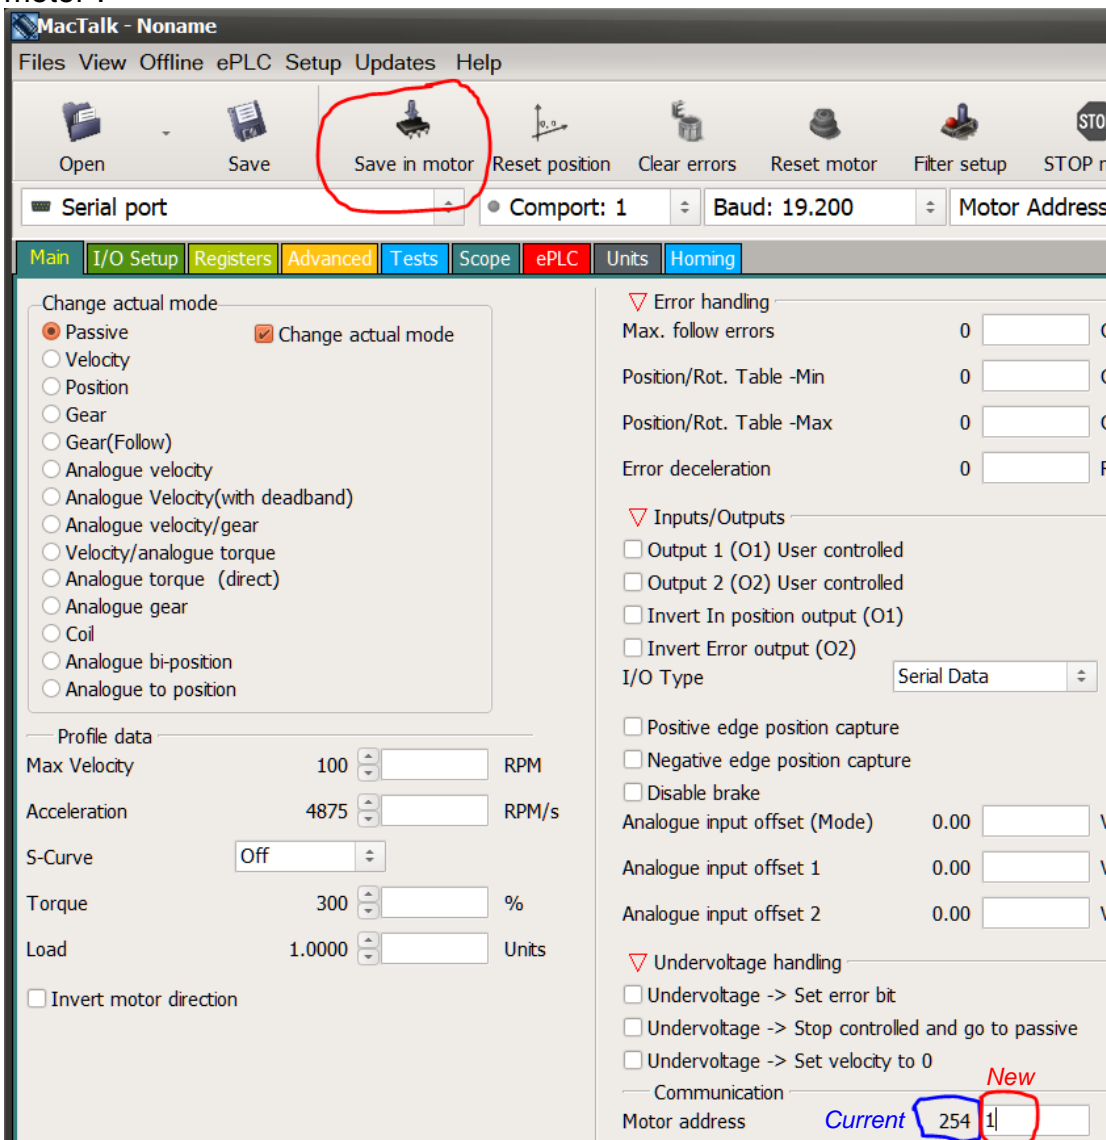 MacTalk - Noname
Files View Offline ePLC Setup Updates Help
Open Save Save in motor Reset position Clear errors Reset motor Filter setup
Serial port Comport: 1 Baud: 19.200 Motor Address
Main I/O Setup Registers Advanced Tests Scope ePLC Units Homing
Change actual mode
Passive Change actual mode
Velocity
Position
Gear
Gear(Follow)
Analogue velocity
Analogue Velocity(with deadband)
Analogue velocity/gear
Velocity/analogue torque
Analogue torque (direct)
Analogue gear
Coil
Analogue bi-position
Analogue to position
Profile data
Max Velocity 100 RPM
Acceleration 4875 RPM/s
S-Curve Off
Torque 300 %
Load 1.0000 Units
Invert motor direction
Error handling
Max. follow errors 0
Position/Rot. Table -Min 0
Position/Rot. Table -Max 0
Error deceleration 0
Inputs/Outputs
Output 1 (O1) User controlled
Output 2 (O2) User controlled
Invert In position output (O1)
Invert Error output (O2)
I/O Type Serial Data
Positive edge position capture
Negative edge position capture
Disable brake
Analogue input offset (Mode) 0.00
Analogue input offset 1 0.00
Analogue input offset 2 0.00
Undervoltage handling
Undervoltage -> Set error bit
Undervoltage -> Stop controlled and go to passive
Undervoltage -> Set velocity to 0
New
Communication
Motor address Current 254 1